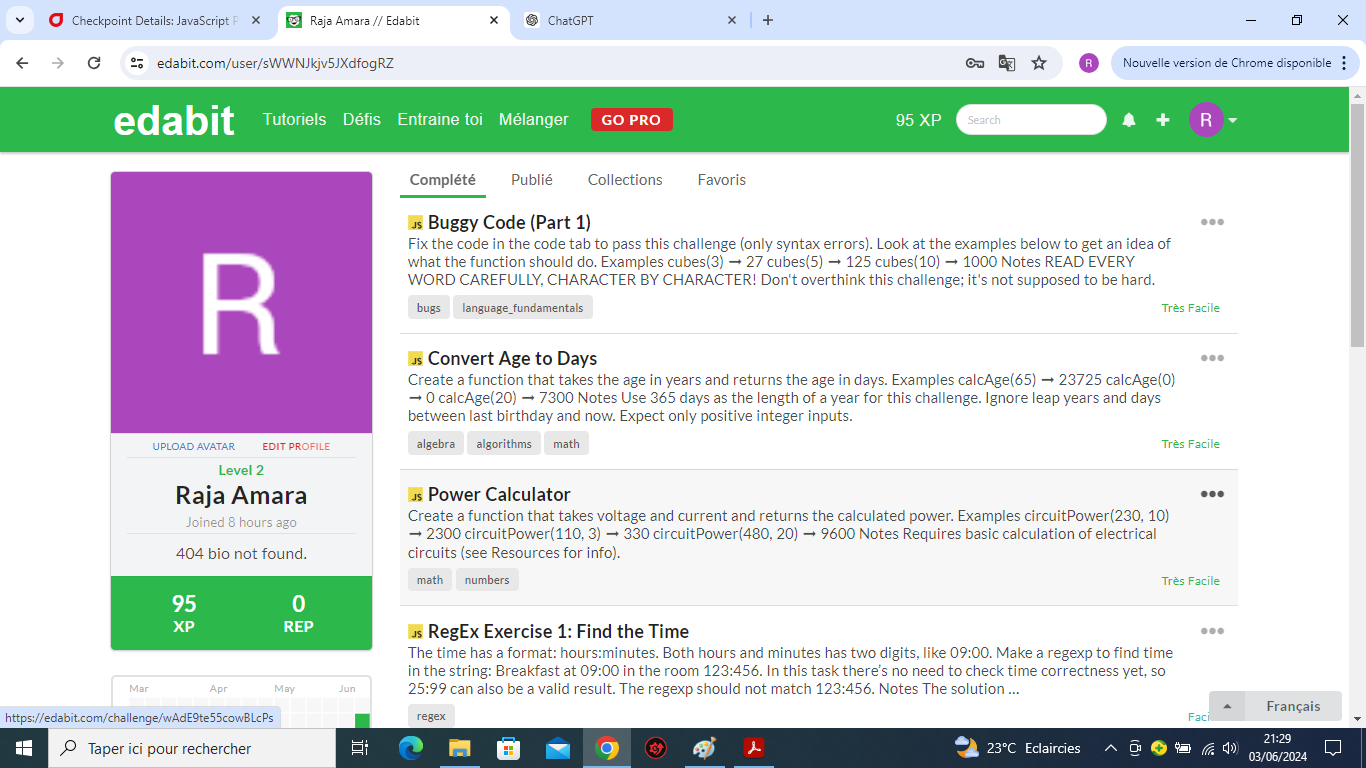 Checkpoint Details: JavaScript P
Raja Amara // Edabit
ChatGPT
edabit.com/user/sWWNJkjv5JXdfogRZ
R
Nouvelle version de Chrome disponible
edabit
Tutoriels Défis Entraine toi Mélanger GO PRO
95 XP
Search
R
R
UPLOAD AVATAR EDIT PROFILE
Level 2
Raja Amara
Joined 8 hours ago
404 bio not found.
95 0
XP REP
Mar Apr May Jun
Complété Publié Collections Favoris
JS Buggy Code (Part 1)
Fix the code in the code tab to pass this challenge (only syntax errors). Look at the examples below to get an idea of
what the function should do. Examples cubes(3) ➞ 27 cubes(5) ➞ 125 cubes(10) ➞ 1000 Notes READ EVERY
WORD CAREFULLY, CHARACTER BY CHARACTER! Don't overthink this challenge; it's not supposed to be hard.
bugs language_fundamentals Très Facile
JS Convert Age to Days
Create a function that takes the age in years and returns the age in days. Examples calcAge(65) ➞ 23725 calcAge(0)
➞ 0 calcAge(20) ➞ 7300 Notes Use 365 days as the length of a year for this challenge. Ignore leap years and days
between last birthday and now. Expect only positive integer inputs.
algebra algorithms math Très Facile
JS Power Calculator
Create a function that takes voltage and current and returns the calculated power. Examples circuitPower(230, 10)
➞ 2300 circuitPower(110, 3) ➞ 330 circuitPower(480, 20) ➞ 9600 Notes Requires basic calculation of electrical
circuits (see Resources for info).
math numbers Très Facile
JS RegEx Exercise 1: Find the Time
The time has a format: hours:minutes. Both hours and minutes has two digits, like 09:00. Make a regexp to find time
in the string: Breakfast at 09:00 in the room 123:456. In this task there's no need to check time correctness yet, so
25:99 can also be a valid result. The regexp should not match 123:456. Notes The solution ...
regex Faci
Français
https://edabit.com/challenge/wAdE9te55cowBLcPs
Taper ici pour rechercher
23°C Eclaircies
21:29
03/06/2024